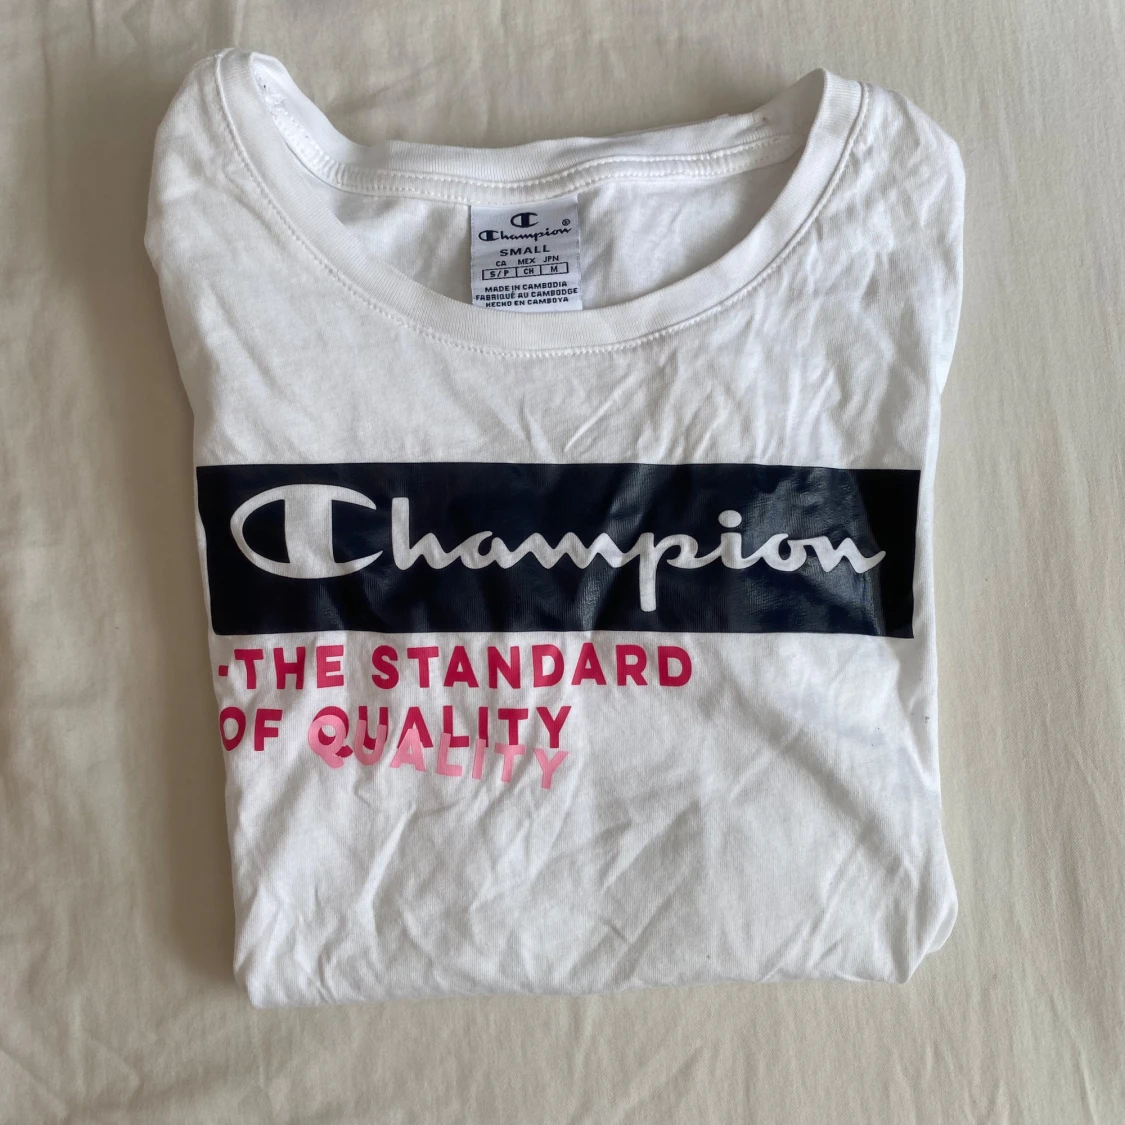 Champion®
SMALL
CA MEX JPN
S/P CH M
MADE IN CAMBODIA
FABRIQUÉ AU CAMBODGE
HECHO EN CAMBOYA
Champion
-THE STANDARD
OF QUALITY
QUALITY